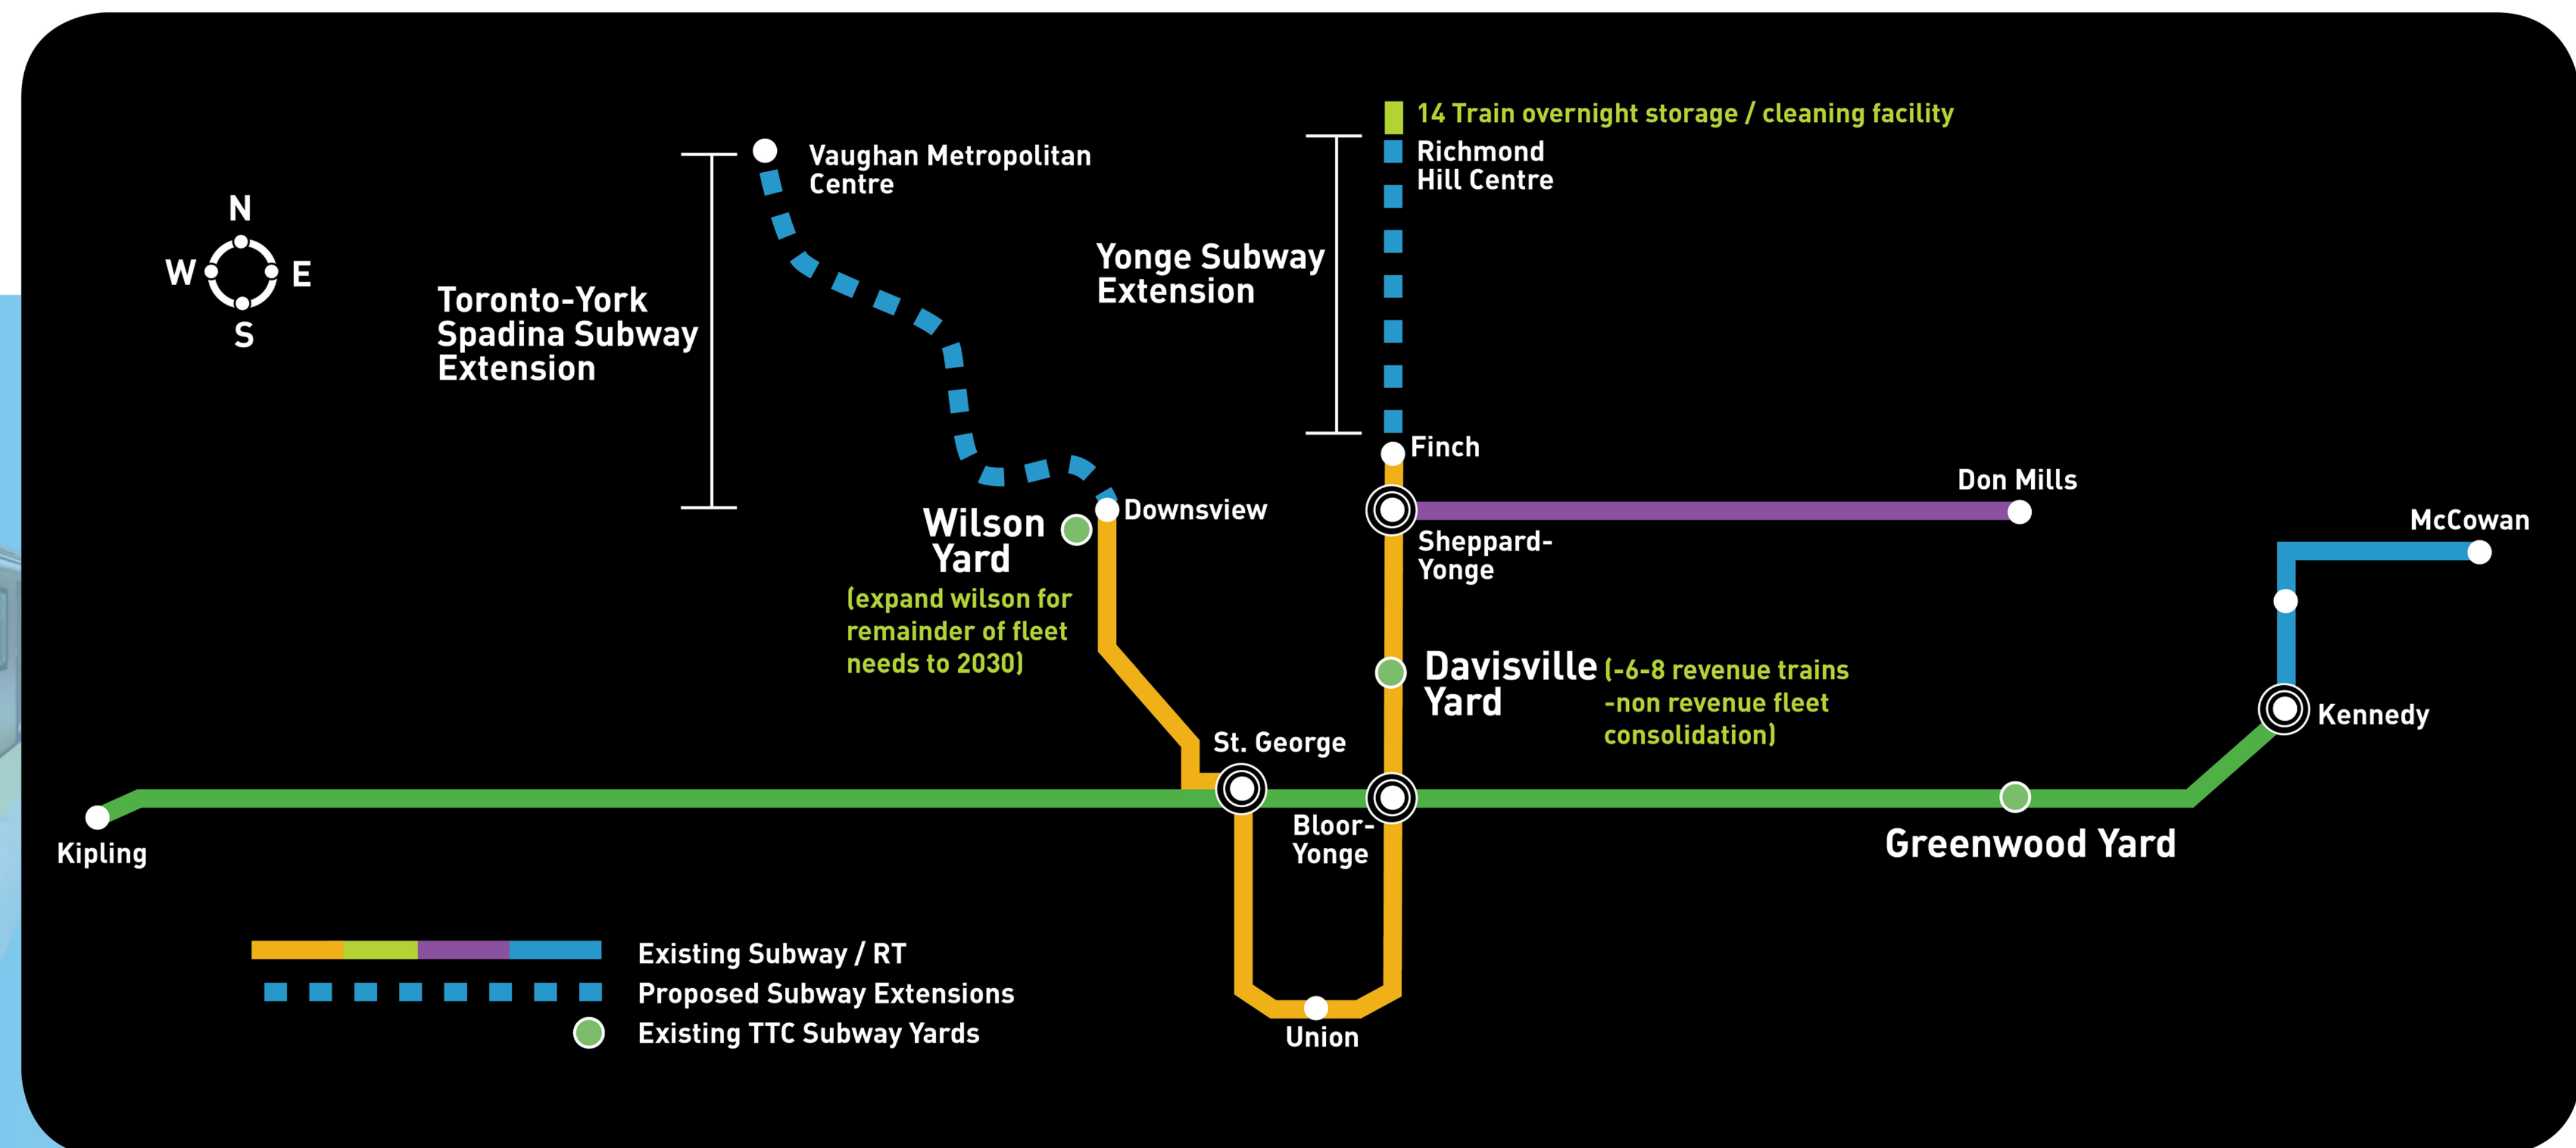 14 Train overnight storage / cleaning facility
Richmond
Hill Centre
Vaughan Metropolitan
Centre
N
W
E
S
Toronto-York
Spadina Subway
Extension
Yonge Subway
Extension
Finch
Don Mills
Downsview
Sheppard-
Yonge
McCowan
Wilson
Yard
(expand wilson for
remainder of fleet
needs to 2030)
Davisville
Yard
(-6-8 revenue trains
-non revenue fleet
consolidation)
Kennedy
St. George
Bloor-
Yonge
Greenwood Yard
Kipling
Union
Existing Subway / RT
Proposed Subway Extensions
Existing TTC Subway Yards